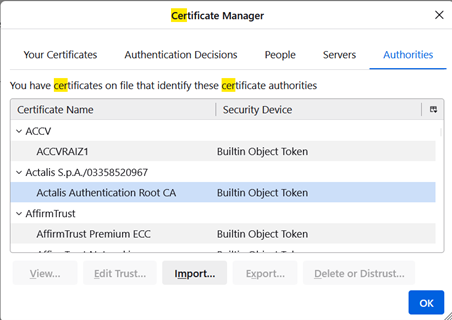 Certificate Manager
Your Certificates Authentication Decisions People Servers Authorities
You have certificates on file that identify these certificate authorities
Certificate Name Security Device
ACCV
ACCVRAIZ1 Builtin Object Token
Actalis S.p.A./03358520967
Actalis Authentication Root CA Builtin Object Token
AffirmTrust
AffirmTrust Premium ECC Builtin Object Token
View... Edit Trust... Import... Export... Delete or Distrust...
OK